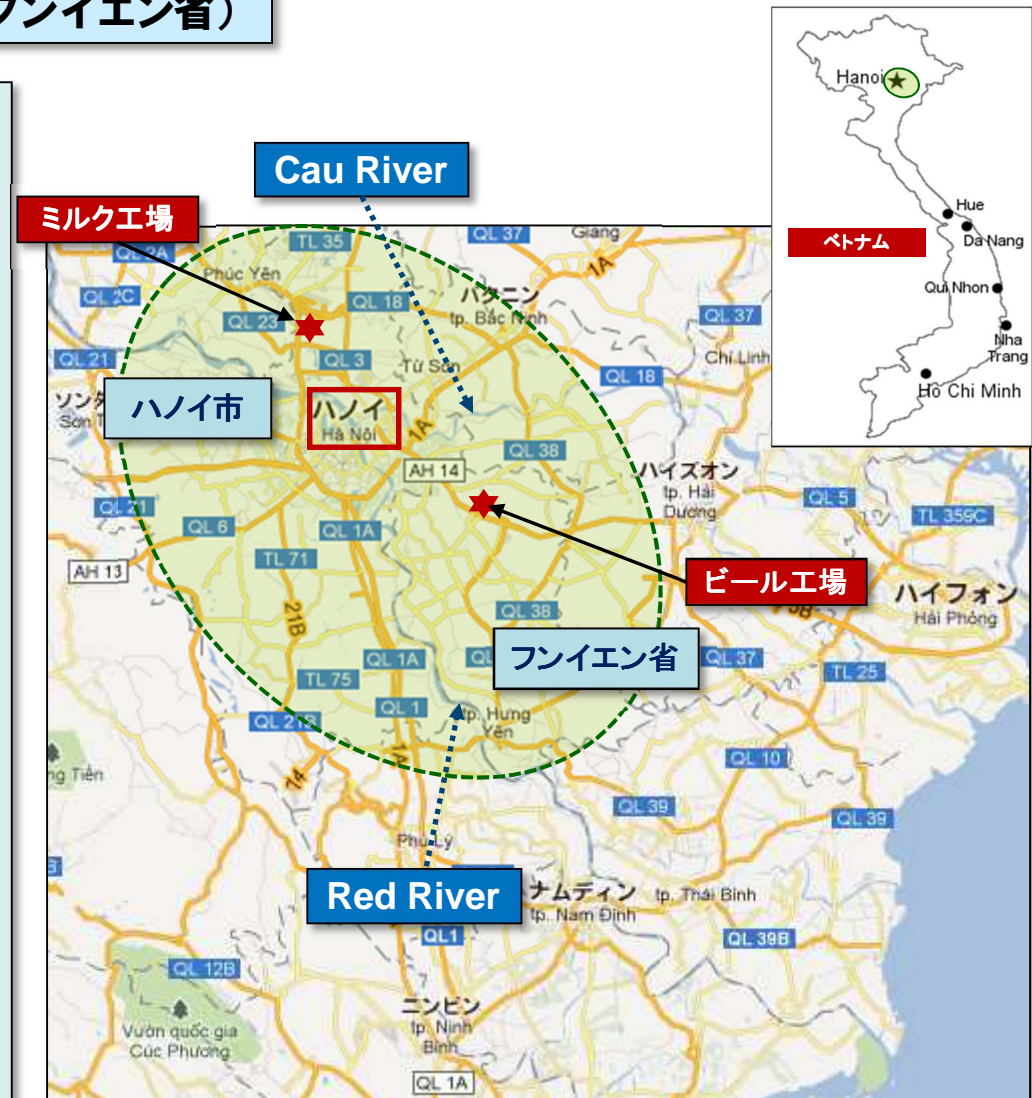 フンイエン省）
Hanoi
Hue
Da Nang
Qui Nhon
Nha
Trang
Hồ Chi Minh
ベトナム
Cau River
ミルク工場
QL 2A
TL 35
QL 37
Giang
1A
Phúc Yên
QL 2C
QL 18
バクニン
tp. Bắc Ninh
QL 23
QL 37
QL 21
QL 3
Từ Sơn
Chí Linh
QL 18
ハノイ市
ハノイ
Hà Nội
1A
QL 38
AH 14
ハイズオン
tp. Hải
Dương
QL 5
TL 359C
QL 21
QL 6
QL 1A
TL 71
AH 13
ビール工場
ハイフォン
Hải Phòng
21B
QL 38
フンイエン省
QL 1A
QL 37
TL 25
TL 75
QL 1
QL 21B
tp. Hưng
Yên
1A
QL 10
74
QL 39
QL 39
Phủ Lý
Red River
ナムディン
tp. Nam Định
tp. Thái Bình
QL1
QL 39B
QL 12B
ニンビン
tp. Ninh
Bình
Vườn quốc gia
Cúc Phương
QL 1A